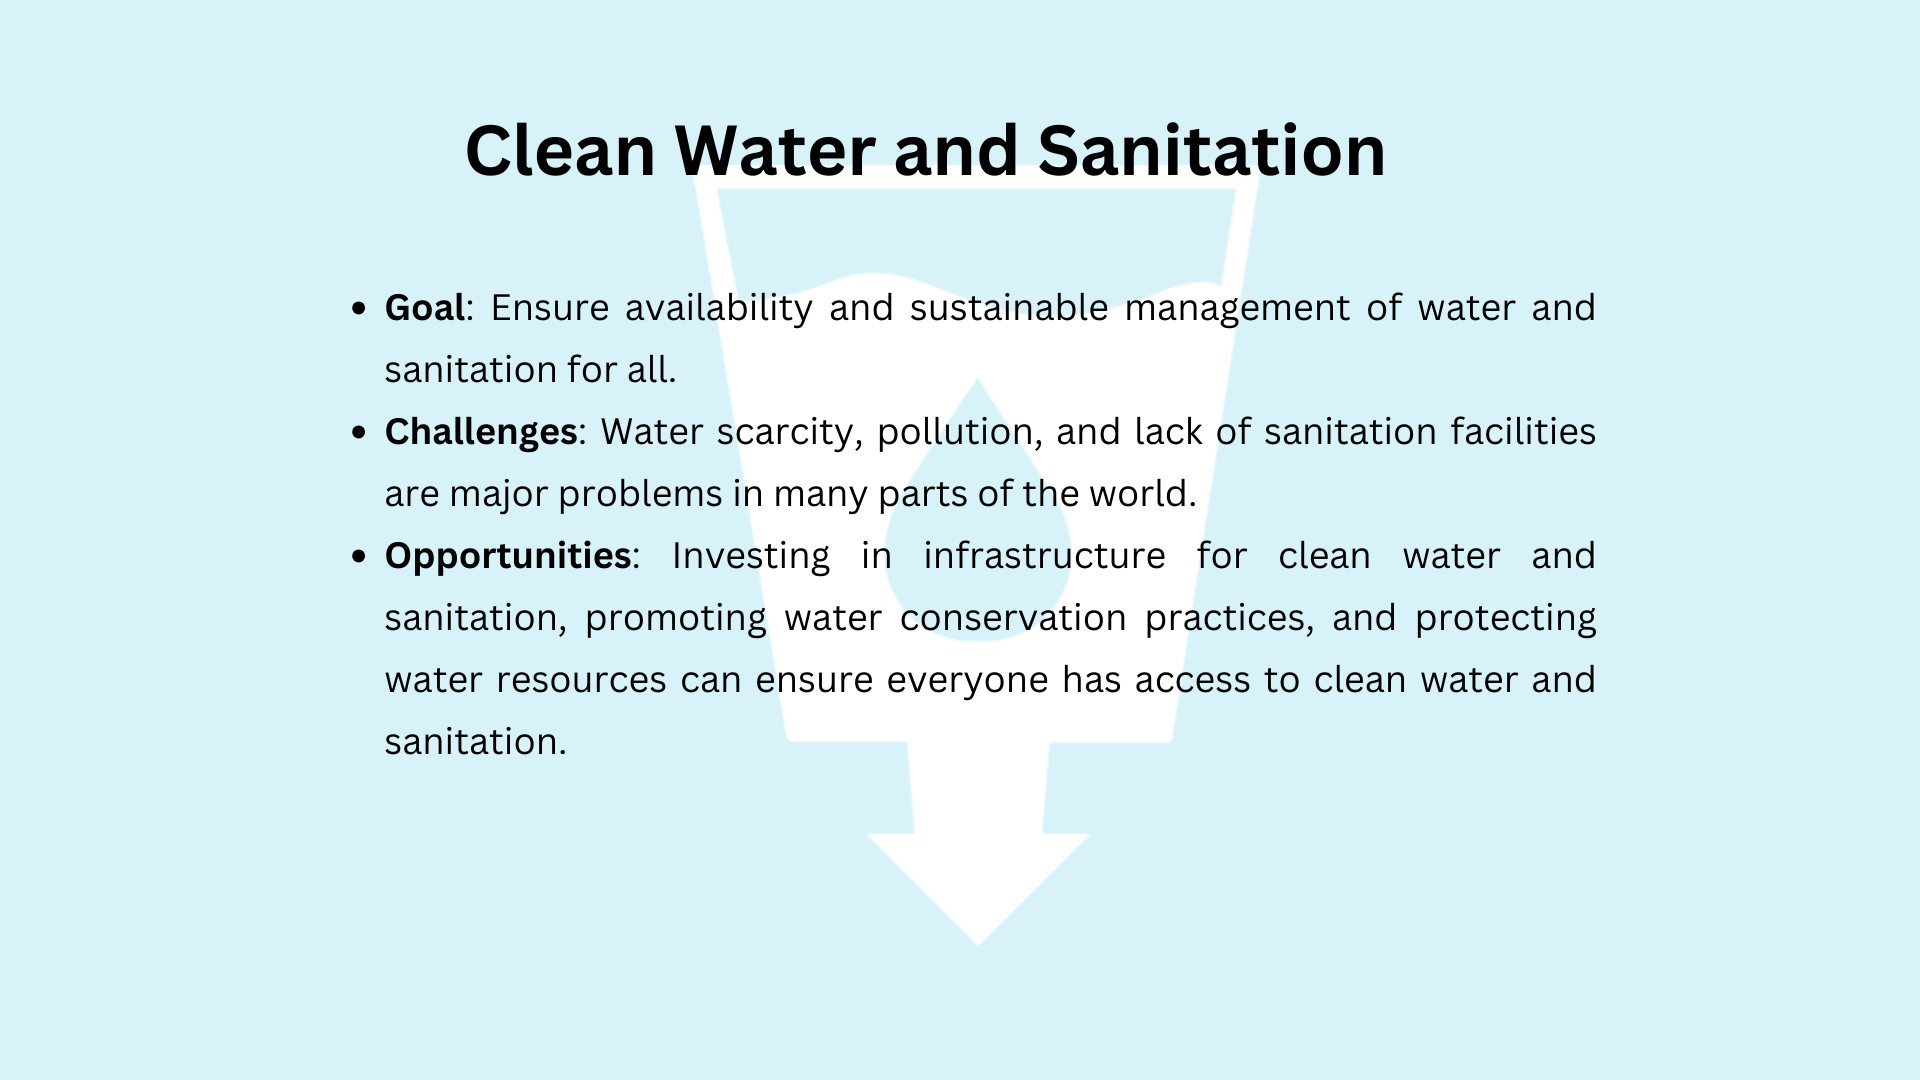 Clean Water and Sanitation
• Goal: Ensure availability and sustainable management of water and
sanitation for all.
• Challenges: Water scarcity, pollution, and lack of sanitation facilities
are major problems in many parts of the world.
• Opportunities: Investing in infrastructure for clean water and
sanitation, promoting water conservation practices, and protecting
water resources can ensure everyone has access to clean water and
sanitation.